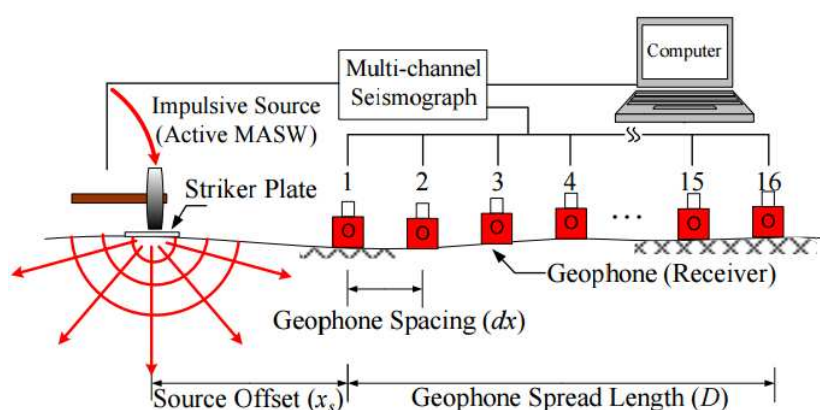 Computer
Multi-channel
Seismograph
Impulsive Source
(Active MASW)
Striker Plate
1 2 3 4 15 16
O O O O ... O O
Geophone (Receiver)
Geophone Spacing (dx)
Source Offset (xs) Geophone Spread Length (D)